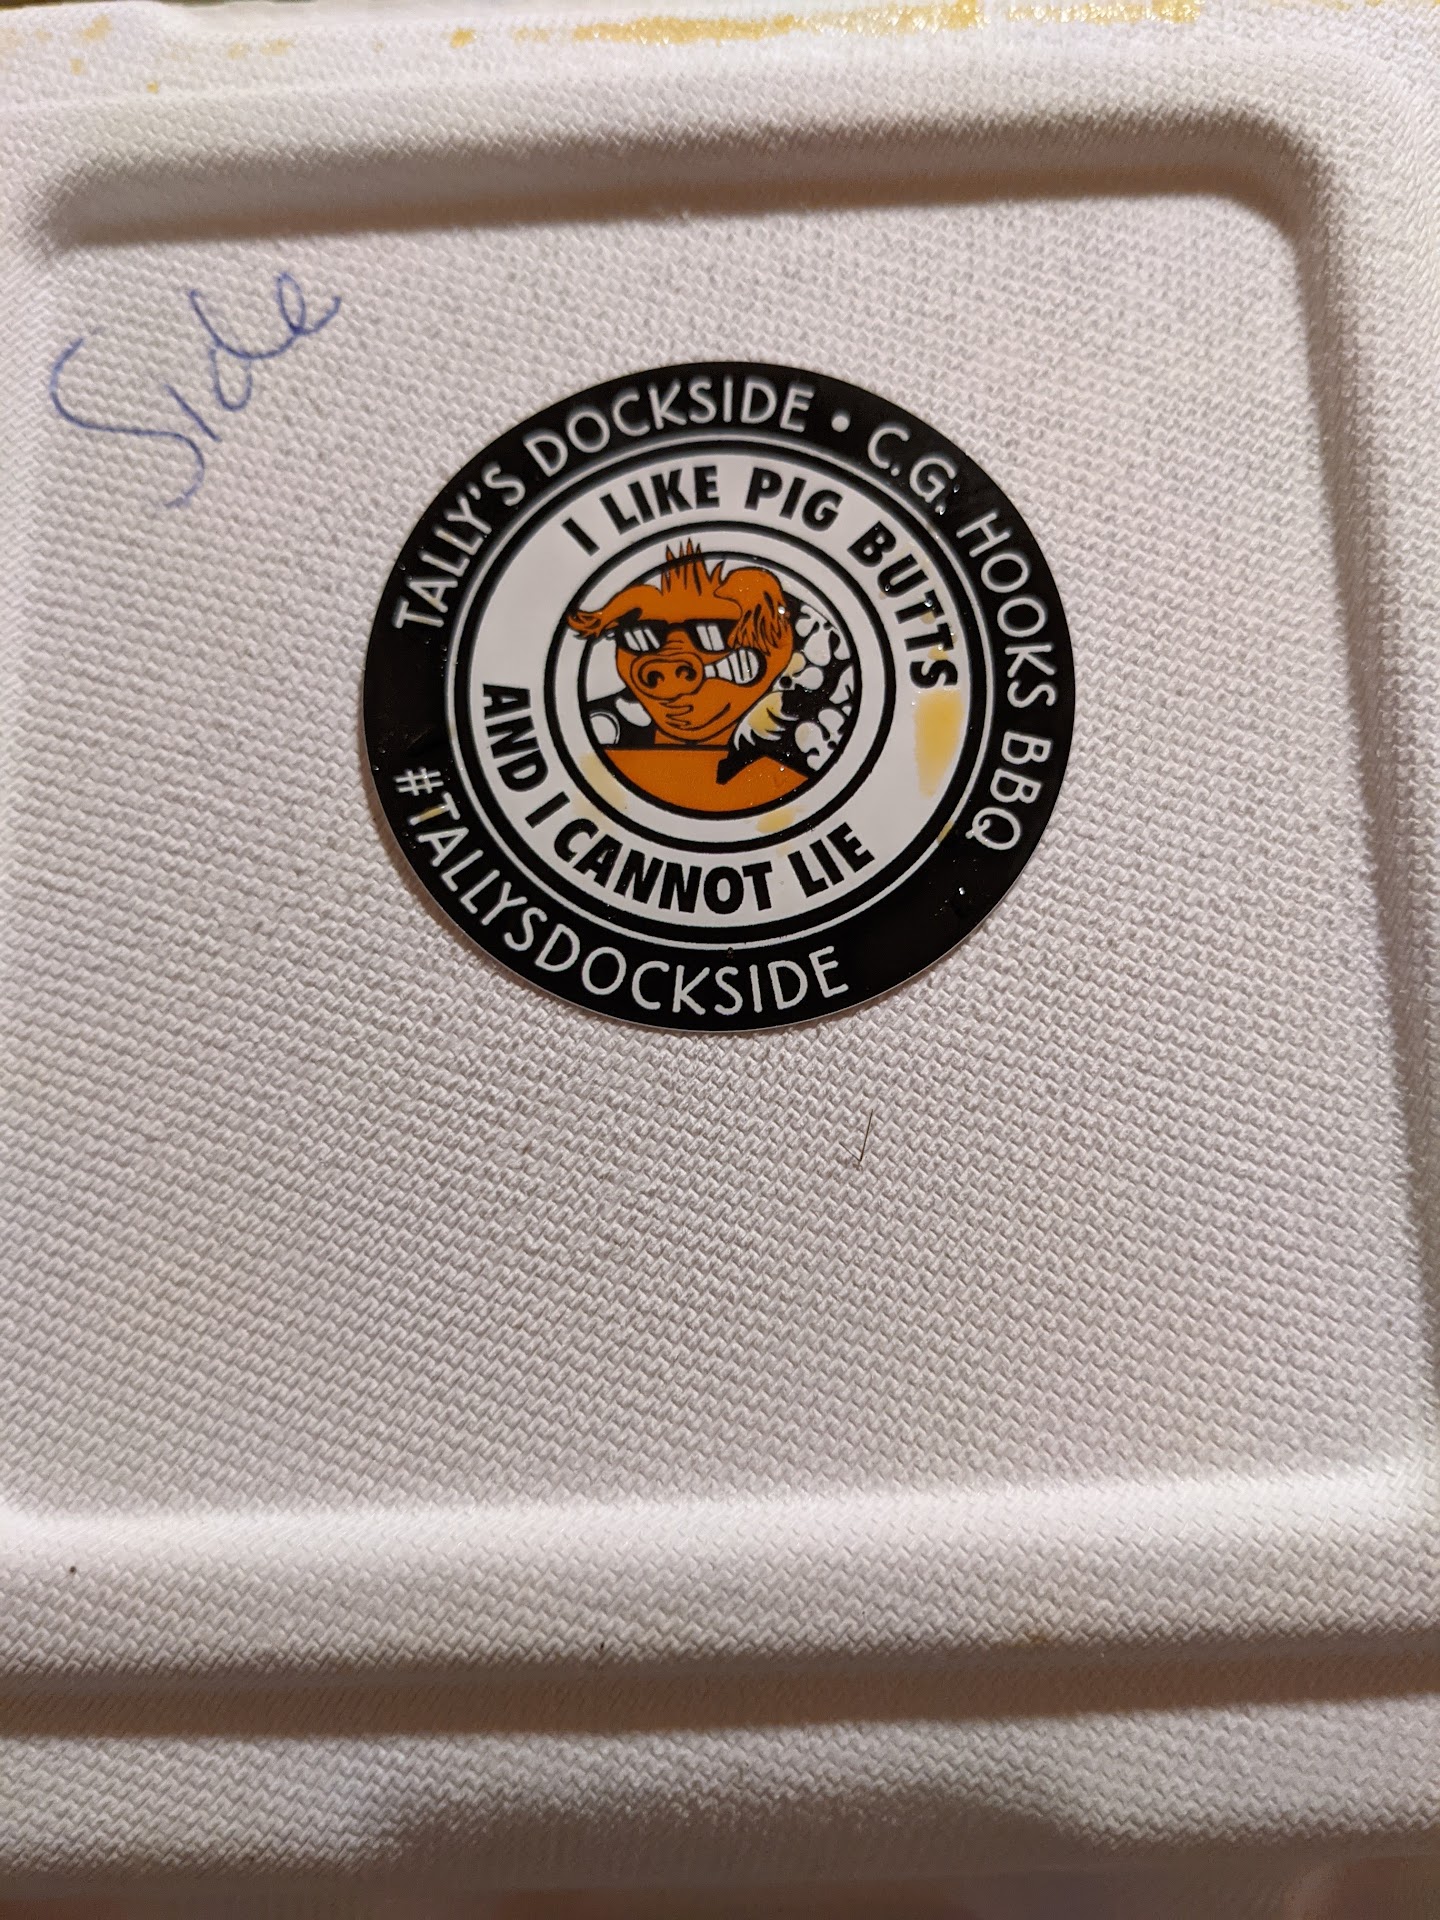 Side
TALLY'S DOCKSIDE • C.G. HOOKS BBQ
I LIKE PIG BUTTS
AND I CANNOT LIE
#TALLYSDOCKSIDE